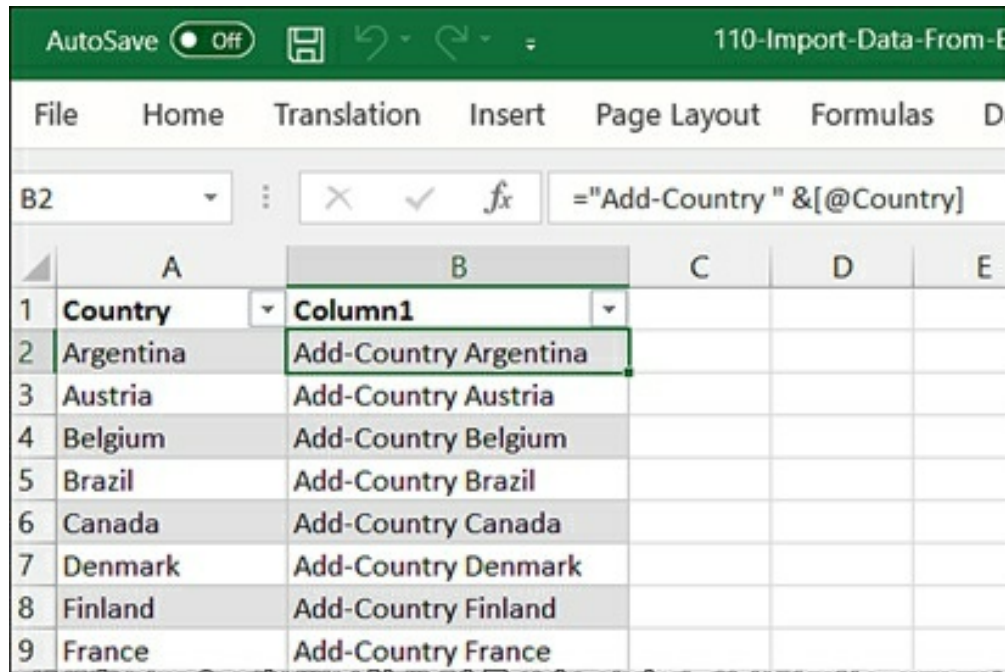 AutoSave Off 110-Import-Data-From-E
File Home Translation Insert Page Layout Formulas D
B2 fx ="Add-Country " &[@Country]
A B C D E
1 Country Column1
2 Argentina Add-Country Argentina
3 Austria Add-Country Austria
4 Belgium Add-Country Belgium
5 Brazil Add-Country Brazil
6 Canada Add-Country Canada
7 Denmark Add-Country Denmark
8 Finland Add-Country Finland
9 France Add-Country France